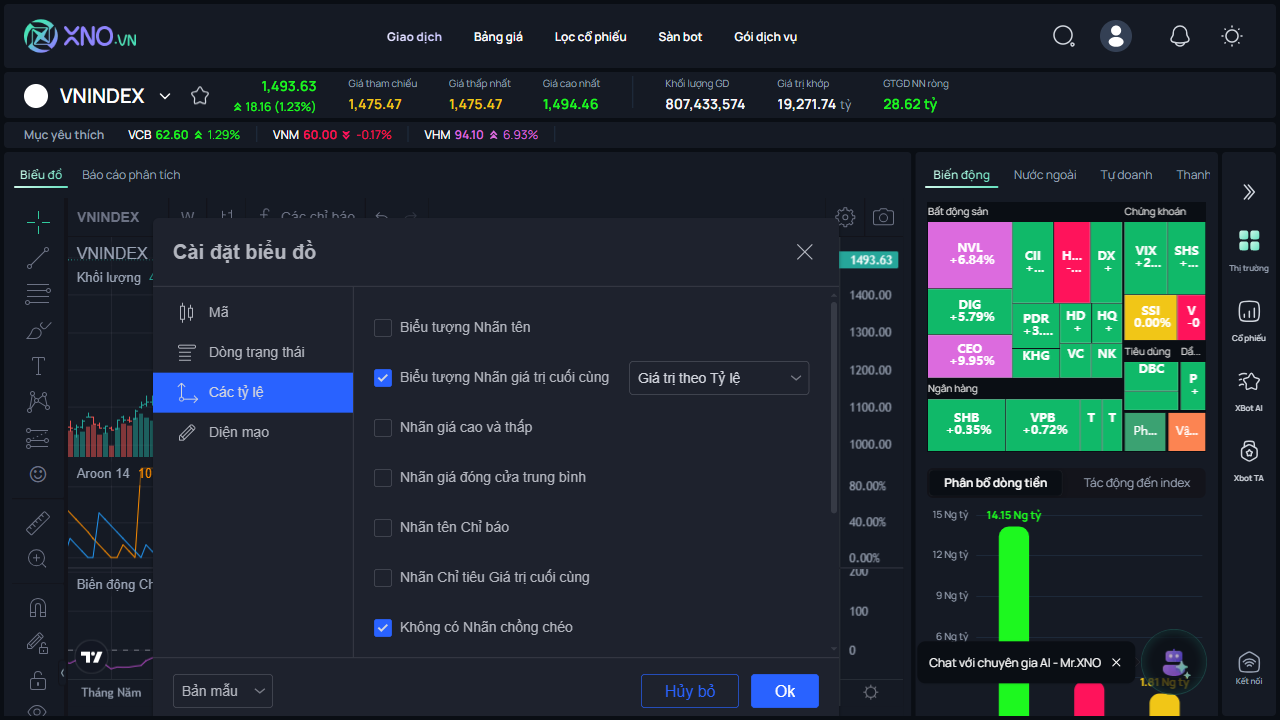 XNO.VN
Giao dịch Bảng giá Lọc cổ phiếu Sàn bot Gói dịch vụ
VNINDEX
1,493.63
18.16 (1.23%)
Giá tham chiếu
1,475.47
Giá thấp nhất
1,475.47
Giá cao nhất
1,494.46
Khối lượng GD
807,433,574
Giá trị khớp
19,271.74 tỷ
GTGD NN ròng
28.62 tỷ
Mục yêu thích VCB 62.60 1.29% VNM 60.00 -0.17% VHM 94.10 6.93%
Biểu đồ Báo cáo phân tích
VNINDEX W Các chỉ báo
VNINDEX
Khối lượng
Aroon 14
Tháng Năm
Cài đặt biểu đồ
Mã
Dòng trạng thái
Các tỷ lệ
Diện mạo
Biểu tượng Nhãn tên
Biểu tượng Nhãn giá trị cuối cùng Giá trị theo Tỷ lệ
Nhãn giá cao và thấp
Nhãn giá đóng cửa trung bình
Nhãn tên Chỉ báo
Nhãn Chỉ tiêu Giá trị cuối cùng
Không có Nhãn chồng chéo
Bản mẫu Hủy bỏ Ok
1493.63
1400.00
1300.00
1200.00
1100.00
1000.00
80.00%
40.00%
0.00%
200
100
0
Biến động Nước ngoài Tự doanh Thanh
Bất động sản
NVL
+6.84%
DIG
+5.79%
CEO
+9.95%
CII
+...
H...
-...
DX
+
PDR
+3....
HD
+
HQ
+
KHG
VC
NK
Chứng khoán
VIX
+2...
SHS
+...
SSI
0.00%
V
-0
Tiêu dùng
DBC
Dầ...
P
+
Ngân hàng
SHB
+0.35%
VPB
+0.72%
T
T
Ph...
Vậ...
Phân bổ dòng tiền Tác động đến index
15 Ng tỷ
14.15 Ng tỷ
12 Ng tỷ
9 Ng tỷ
6 Ng tỷ
Chat với chuyên gia AI - Mr.XNO
1.81 Ng tỷ
Thị trường
Cổ phiếu
XBot AI
Xbot TA
Kết nối